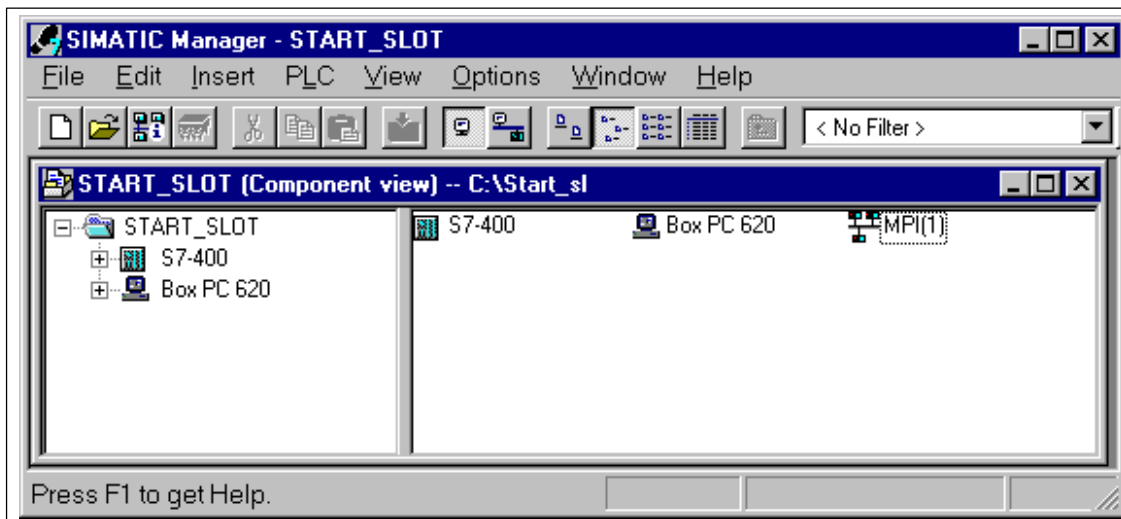 SIMATIC Manager - START_SLOT
File Edit Insert PLC View Options Window Help
< No Filter >
START_SLOT (Component view) -- C:\Start_sl
START_SLOT S7-400 Box PC 620 MPI(1)
S7-400
Box PC 620
Press F1 to get Help.